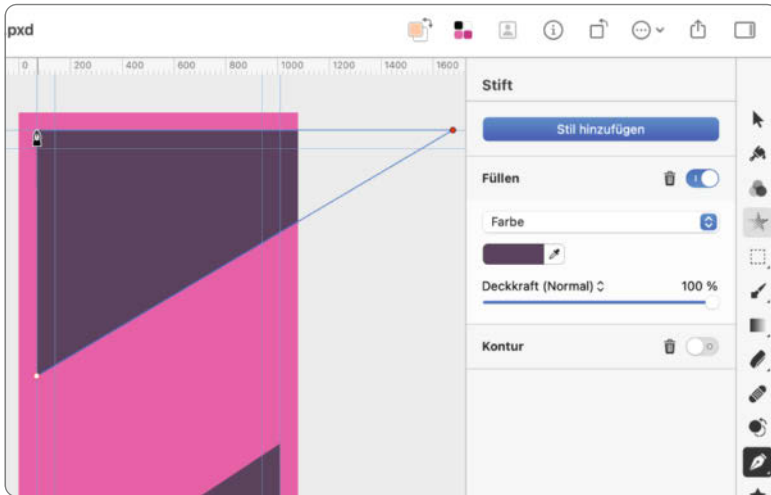 .pxd
0 200 400 600 800 1000 1200 1400 1600
Stift
Stil hinzufügen
Füllen
Farbe
Deckkraft (Normal) 100 %
Kontur